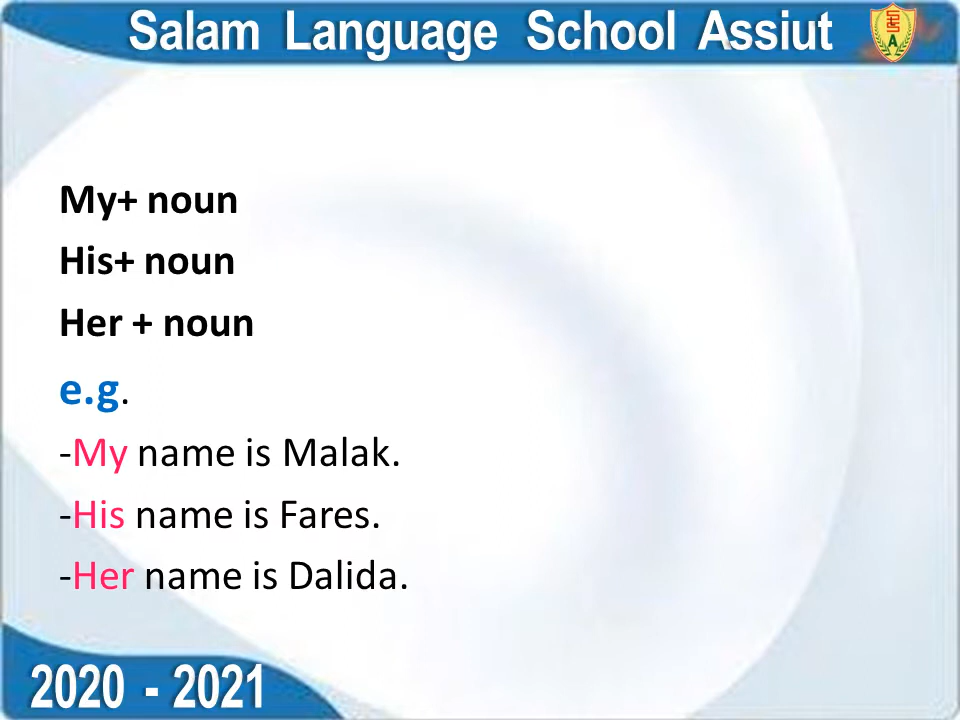 Salam Language School Assiut
My+ noun
His+ noun
Her + noun
e.g.
-My name is Malak.
-His name is Fares.
-Her name is Dalida.
2020 - 2021